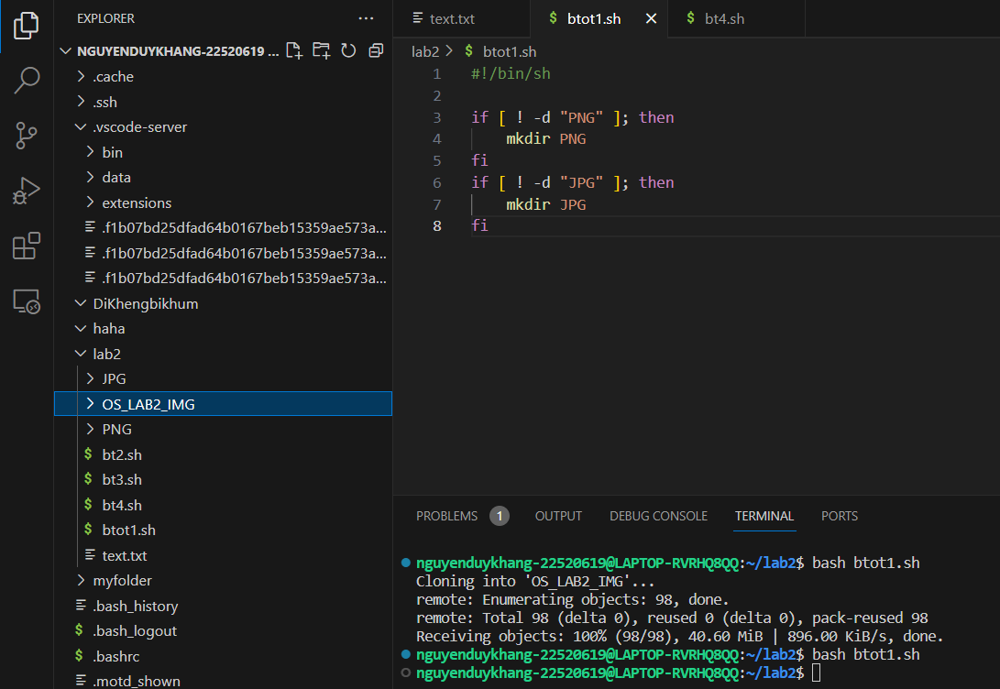 EXPLORER
NGUYENDUYKHANG-22520619 ...
.cache
.ssh
.vscode-server
bin
data
extensions
.f1b07bd25dfad64b0167beb15359ae573a...
.f1b07bd25dfad64b0167beb15359ae573a...
.f1b07bd25dfad64b0167beb15359ae573a...
DiKhengbikhum
haha
lab2
JPG
OS_LAB2_IMG
PNG
$ bt2.sh
$ bt3.sh
$ bt4.sh
$ btot1.sh
text.txt
myfolder
.bash_history
$ .bash_logout
$ .bashrc
.motd_shown
text.txt
$ btot1.sh
$ bt4.sh
lab2 > $ btot1.sh
1 #!/bin/sh
2
3 if [ ! -d "PNG" ]; then
4 mkdir PNG
5 fi
6 if [ ! -d "JPG" ]; then
7 mkdir JPG
8 fi
PROBLEMS 1 OUTPUT DEBUG CONSOLE TERMINAL PORTS
nguyenduykhang-22520619@LAPTOP-RVRHQ8QQ:~/lab2$ bash btot1.sh
Cloning into 'OS_LAB2_IMG'...
remote: Enumerating objects: 98, done.
remote: Total 98 (delta 0), reused 0 (delta 0), pack-reused 98
Receiving objects: 100% (98/98), 40.60 MiB | 896.00 KiB/s, done.
nguyenduykhang-22520619@LAPTOP-RVRHQ8QQ:~/lab2$ bash btot1.sh
nguyenduykhang-22520619@LAPTOP-RVRHQ8QQ:~/lab2$